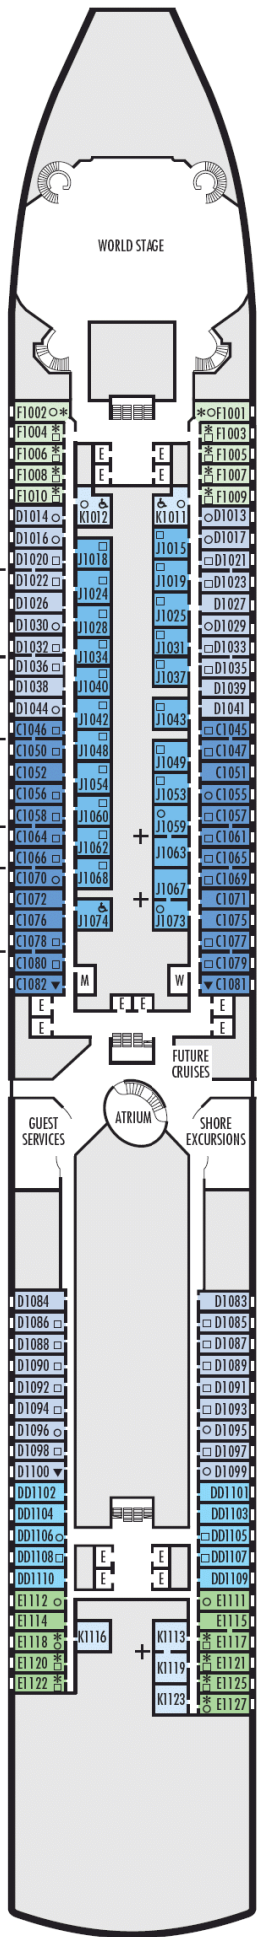 WORLD STAGE
F1002 F1001
F1004 F1003
F1006 E E F1005
F1008 E E F1007
F1010 F1009
D1014 K1012 K1011 D1013
D1016 D1017
D1020 J1018 J1015 D1021
D1022 J1024 J1019 D1023
D1026 D1027
D1030 J1028 J1025 D1029
D1032 J1034 J1031 D1033
D1036 J1040 J1037 D1035
D1038 D1039
D1044 J1042 J1043 D1041
C1046 C1045
C1050 J1048 J1049 C1047
C1052 J1054 C1051
C1056 J1053 C1055
C1058 J1060 J1059 C1057
C1064 J1062 J1063 C1061
C1066 C1065
C1070 J1068 J1067 C1069
C1072 C1071
C1076 J1074 J1073 C1075
C1078 C1077
C1080 M W C1079
C1082 C1081
E E E E
E E
FUTURE
CRUISES
ATRIUM
GUEST
SERVICES
SHORE
EXCURSIONS
D1084 D1083
D1086 D1085
D1088 D1087
D1090 D1089
D1092 D1091
D1094 D1093
D1096 D1095
D1098 D1097
D1100 D1099
DD1102 DD1101
DD1104 DD1103
DD1106 DD1105
DD1108 E E DD1107
DD1110 E E DD1109
E1112 E1111
E1114 E1115
E1118 K1116 K1113 E1117
E1120 K1119 E1121
E1122 E1125
K1123 E1127